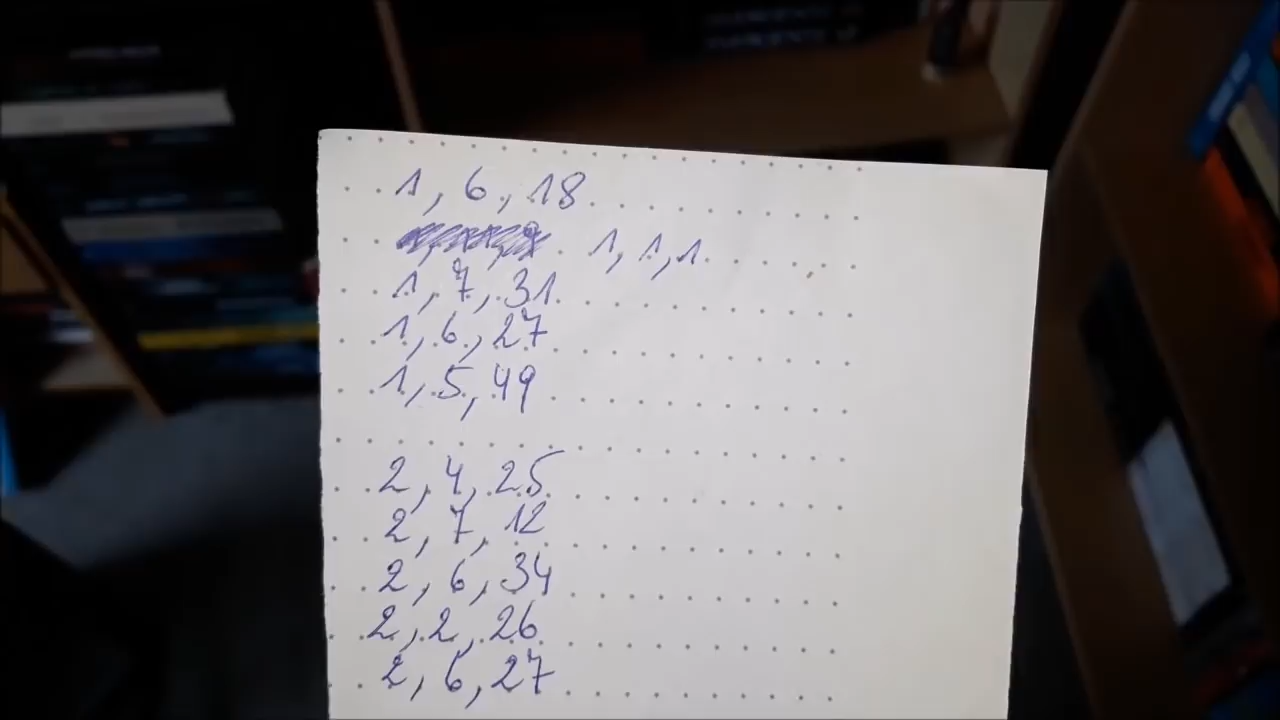 1, 6, 18
1, 1, 1
1, 7, 31
1, 6, 27
1, 5, 49
2, 4, 25
2, 7, 12
2, 6, 34
2, 2, 26
2, 6, 27